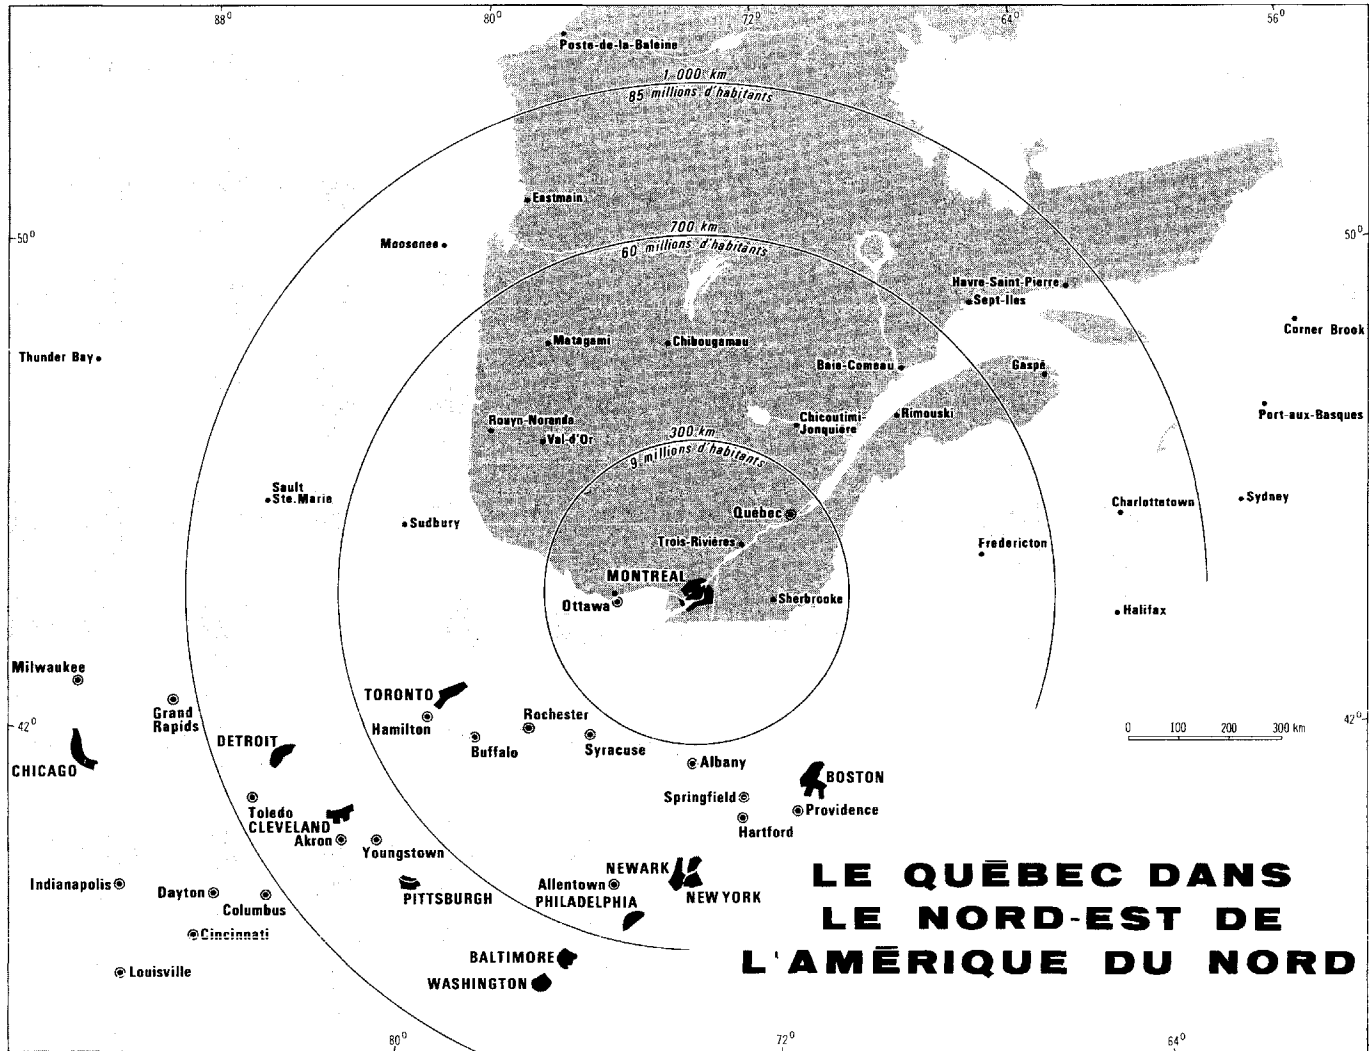 88°
80°
72°
64°
56°
Poste-de-la-Baleine
1.000 km
85 millions d'habitants
Eastmain
50°
Moosonee
700 km
60 millions d'habitants
50°
Havre-Saint-Pierre
Sept-Iles
Corner Brook
Thunder Bay
Matagami
Chibougamau
Baie-Comeau
Gaspé
Port-aux-Basques
Rouyn-Noranda
Val-d'Or
Chicoutimi-
Jonquière
Rimouski
300 km
9 millions d'habitants
Sault
Ste.Marie
Sudbury
Québec
Trois-Rivières
Charlottetown
Sydney
Fredericton
MONTRÉAL
Ottawa
Sherbrooke
Halifax
Milwaukee
Grand
Rapids
TORONTO
Hamilton
Rochester
Buffalo
Syracuse
42°
42°
0 100 200 300 km
DETROIT
CHICAGO
Albany
BOSTON
Springfield
Providence
Hartford
Toledo
CLEVELAND
Akron
Youngstown
NEWARK
NEW YORK
Indianapolis
Dayton
Columbus
PITTSBURGH
Allentown
PHILADELPHIA
Cincinnati
BALTIMORE
Louisville
WASHINGTON
LE QUÉBEC DANS
LE NORD-EST DE
L'AMÉRIQUE DU NORD
80°
72°
64°